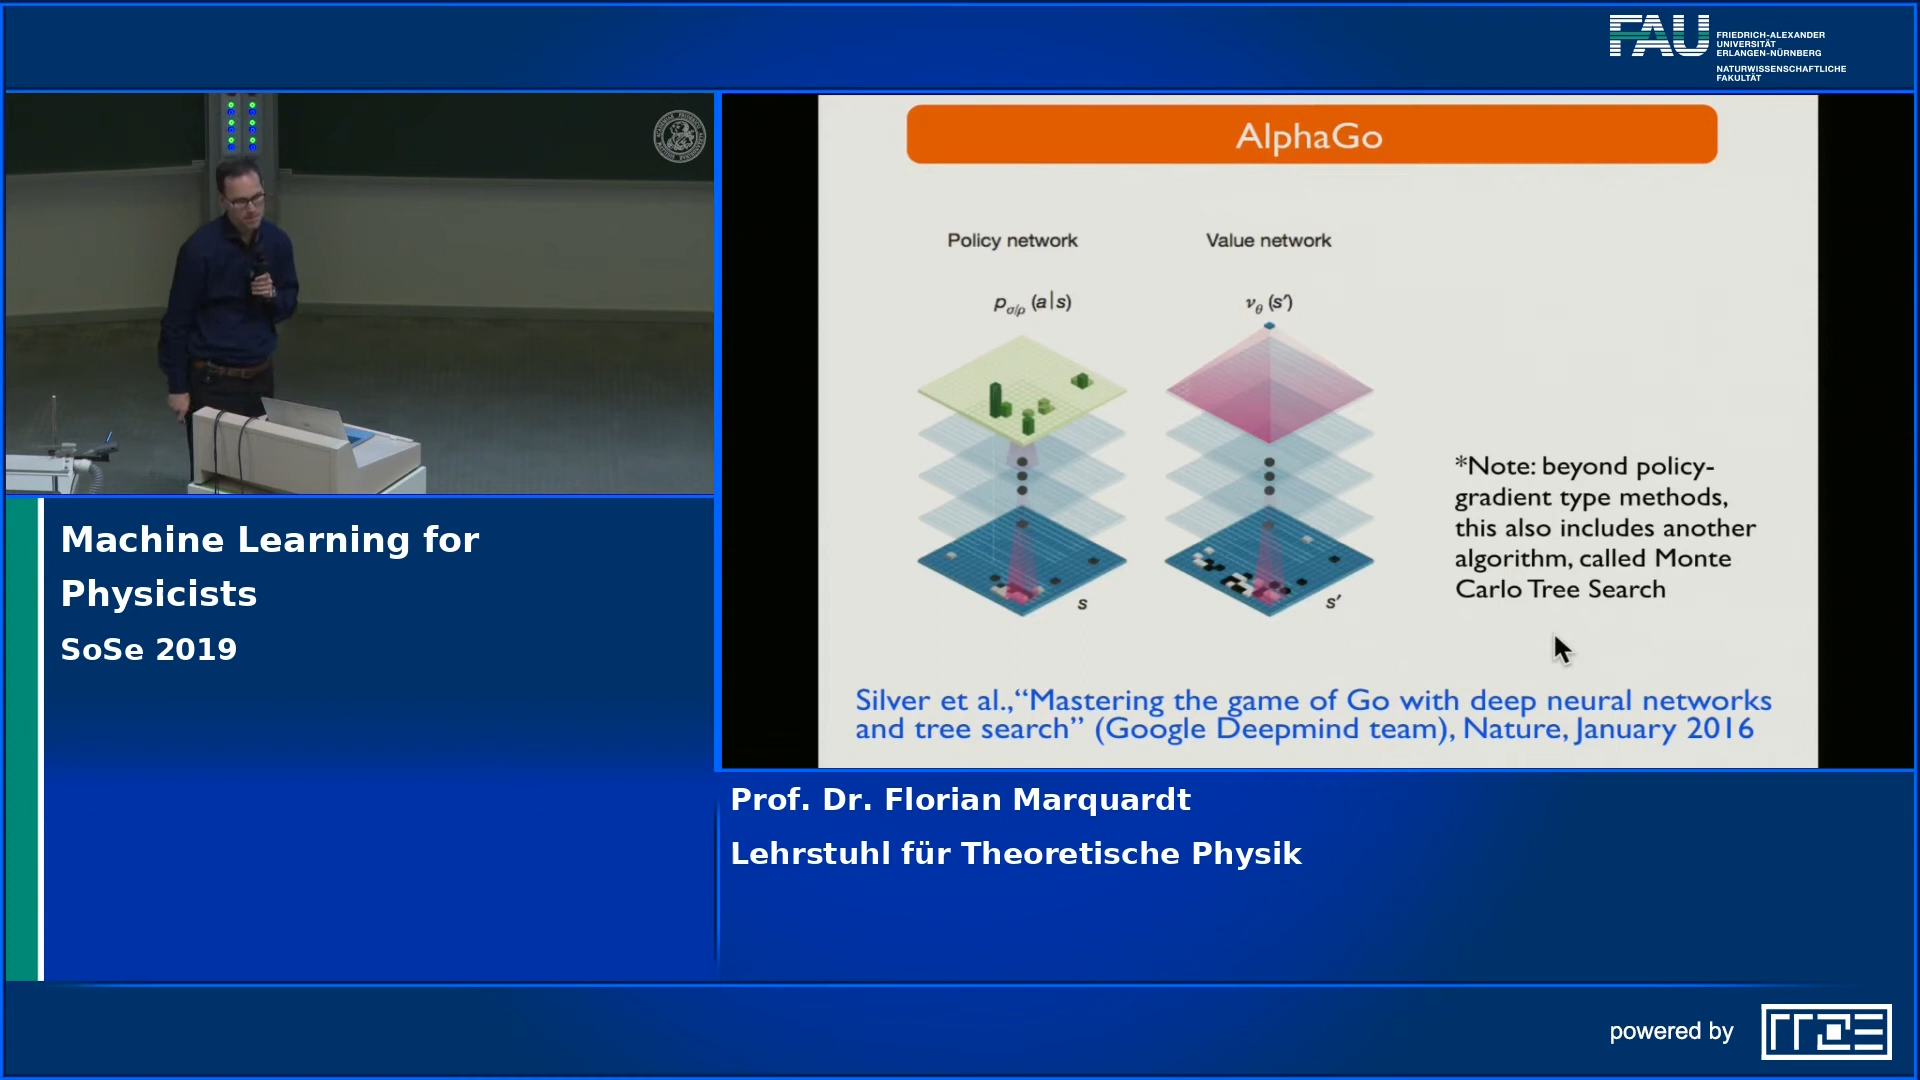 FAU
FRIEDRICH-ALEXANDER
UNIVERSITÄT
ERLANGEN-NÜRNBERG
NATURWISSENSCHAFTLICHE
FAKULTÄT
AlphaGo
Policy network
Value network
pσ/ρ (a|s)
νθ (s′)
s
s′
*Note: beyond policy-
gradient type methods,
this also includes another
algorithm, called Monte
Carlo Tree Search
Silver et al.,“Mastering the game of Go with deep neural networks
and tree search” (Google Deepmind team), Nature, January 2016
Machine Learning for
Physicists
SoSe 2019
Prof. Dr. Florian Marquardt
Lehrstuhl für Theoretische Physik
powered by
rrze